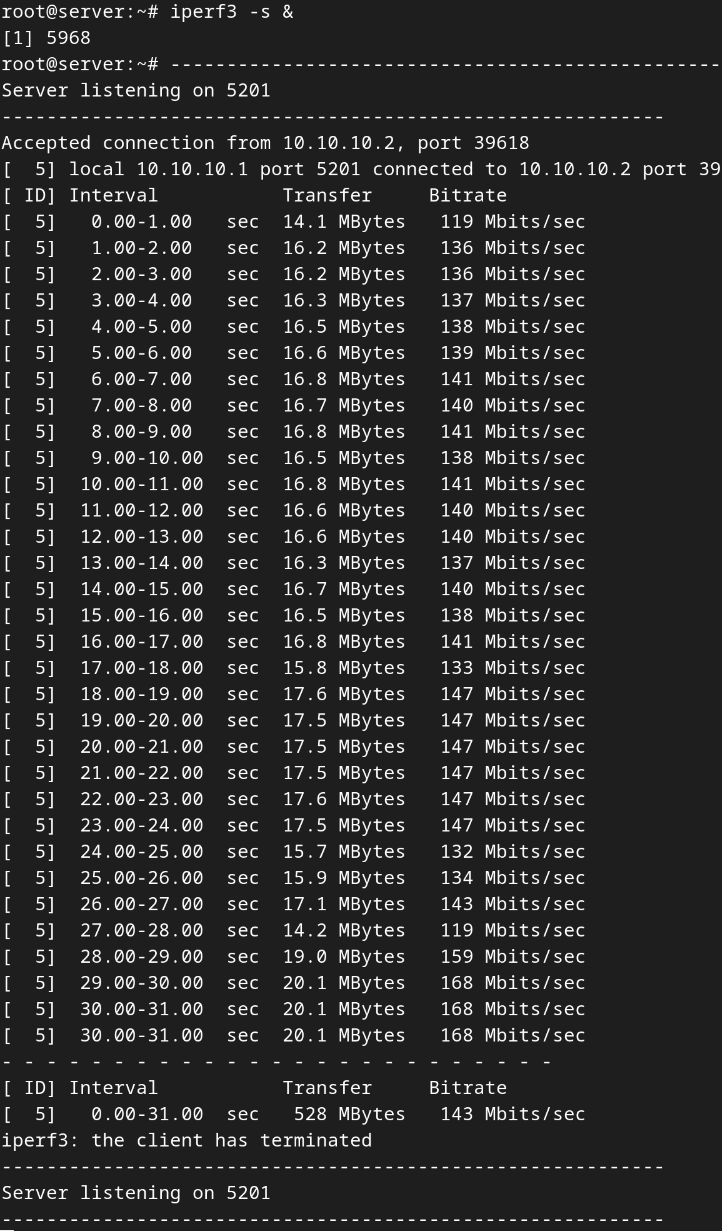 root@server:~# iperf3 -s &
[1] 5968
root@server:~# -------------------------------------------------
Server listening on 5201
-----------------------------------------------------------
Accepted connection from 10.10.10.2, port 39618
[  5] local 10.10.10.1 port 5201 connected to 10.10.10.2 port 39
[ ID] Interval           Transfer     Bitrate
[  5]   0.00-1.00   sec  14.1 MBytes   119 Mbits/sec
[  5]   1.00-2.00   sec  16.2 MBytes   136 Mbits/sec
[  5]   2.00-3.00   sec  16.2 MBytes   136 Mbits/sec
[  5]   3.00-4.00   sec  16.3 MBytes   137 Mbits/sec
[  5]   4.00-5.00   sec  16.5 MBytes   138 Mbits/sec
[  5]   5.00-6.00   sec  16.6 MBytes   139 Mbits/sec
[  5]   6.00-7.00   sec  16.8 MBytes   141 Mbits/sec
[  5]   7.00-8.00   sec  16.7 MBytes   140 Mbits/sec
[  5]   8.00-9.00   sec  16.8 MBytes   141 Mbits/sec
[  5]   9.00-10.00  sec  16.5 MBytes   138 Mbits/sec
[  5]  10.00-11.00  sec  16.8 MBytes   141 Mbits/sec
[  5]  11.00-12.00  sec  16.6 MBytes   140 Mbits/sec
[  5]  12.00-13.00  sec  16.6 MBytes   140 Mbits/sec
[  5]  13.00-14.00  sec  16.3 MBytes   137 Mbits/sec
[  5]  14.00-15.00  sec  16.7 MBytes   140 Mbits/sec
[  5]  15.00-16.00  sec  16.5 MBytes   138 Mbits/sec
[  5]  16.00-17.00  sec  16.8 MBytes   141 Mbits/sec
[  5]  17.00-18.00  sec  15.8 MBytes   133 Mbits/sec
[  5]  18.00-19.00  sec  17.6 MBytes   147 Mbits/sec
[  5]  19.00-20.00  sec  17.5 MBytes   147 Mbits/sec
[  5]  20.00-21.00  sec  17.5 MBytes   147 Mbits/sec
[  5]  21.00-22.00  sec  17.5 MBytes   147 Mbits/sec
[  5]  22.00-23.00  sec  17.6 MBytes   147 Mbits/sec
[  5]  23.00-24.00  sec  17.5 MBytes   147 Mbits/sec
[  5]  24.00-25.00  sec  15.7 MBytes   132 Mbits/sec
[  5]  25.00-26.00  sec  15.9 MBytes   134 Mbits/sec
[  5]  26.00-27.00  sec  17.1 MBytes   143 Mbits/sec
[  5]  27.00-28.00  sec  14.2 MBytes   119 Mbits/sec
[  5]  28.00-29.00  sec  19.0 MBytes   159 Mbits/sec
[  5]  29.00-30.00  sec  20.1 MBytes   168 Mbits/sec
[  5]  30.00-31.00  sec  20.1 MBytes   168 Mbits/sec
[  5]  30.00-31.00  sec  20.1 MBytes   168 Mbits/sec
- - - - - - - - - - - - - - - - - - - - - - - - -
[ ID] Interval           Transfer     Bitrate
[  5]   0.00-31.00  sec   528 MBytes   143 Mbits/sec
iperf3: the client has terminated
-----------------------------------------------------------
Server listening on 5201
-----------------------------------------------------------